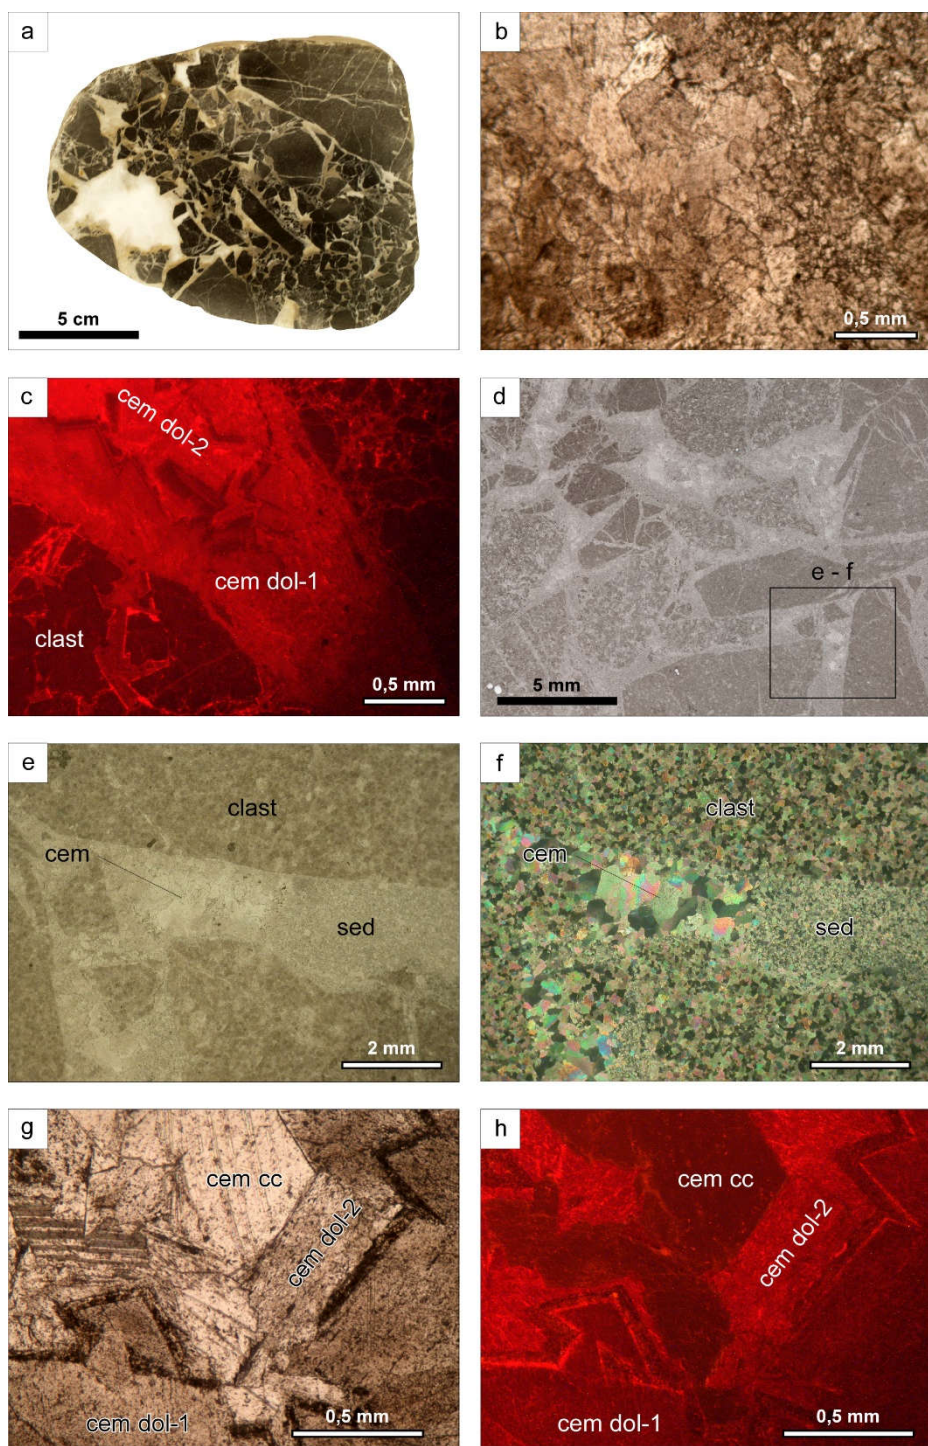 a
5 cm
b
0,5 mm
c
cem dol-2
cem dol-1
clast
0,5 mm
d
e - f
5 mm
e
clast
cem
sed
2 mm
f
clast
cem
sed
2 mm
g
cem cc
cem dol-2
cem dol-1
0,5 mm
h
cem cc
cem dol-2
cem dol-1
0,5 mm